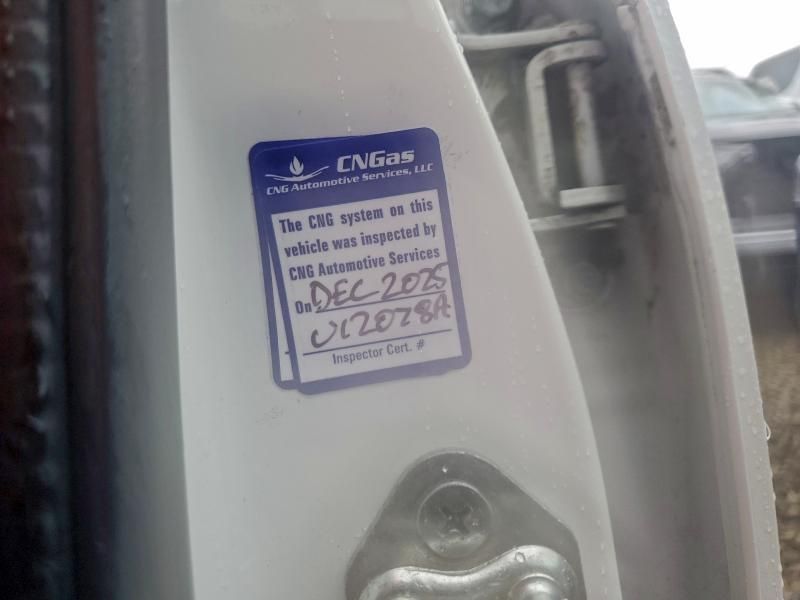 CNGas
CNG Automotive Services, LLC
The CNG system on this
vehicle was inspected by
CNG Automotive Services
On DEC 2025
U12078A
Inspector Cert. #